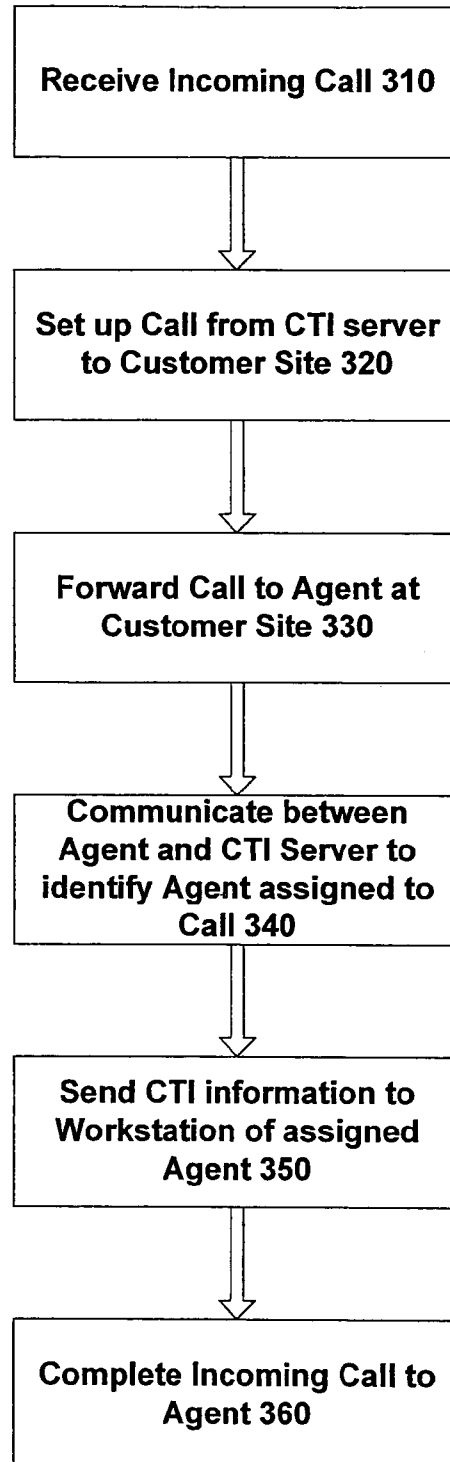 Receive Incoming Call 310
Set up Call from CTI server
to Customer Site 320
Forward Call to Agent at
Customer Site 330
Communicate between
Agent and CTI Server to
identify Agent assigned to
Call 340
Send CTI information to
Workstation of assigned
Agent 350
Complete Incoming Call to
Agent 360